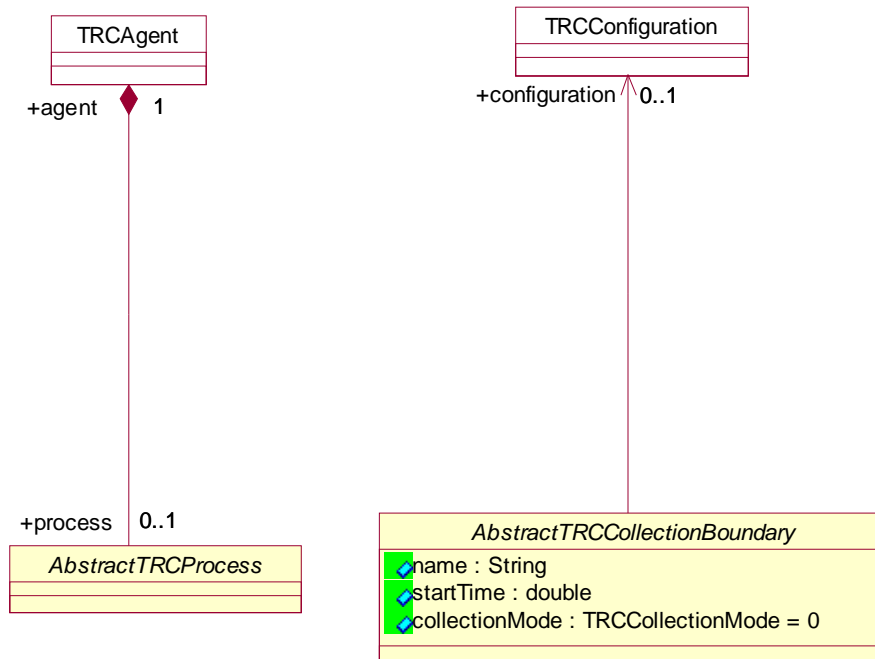 TRCAgent
+agent 1
+process 0..1
AbstractTRCProcess
TRCConfiguration
+configuration 0..1
AbstractTRCCollectionBoundary
name : String
startTime : double
collectionMode : TRCCollectionMode = 0